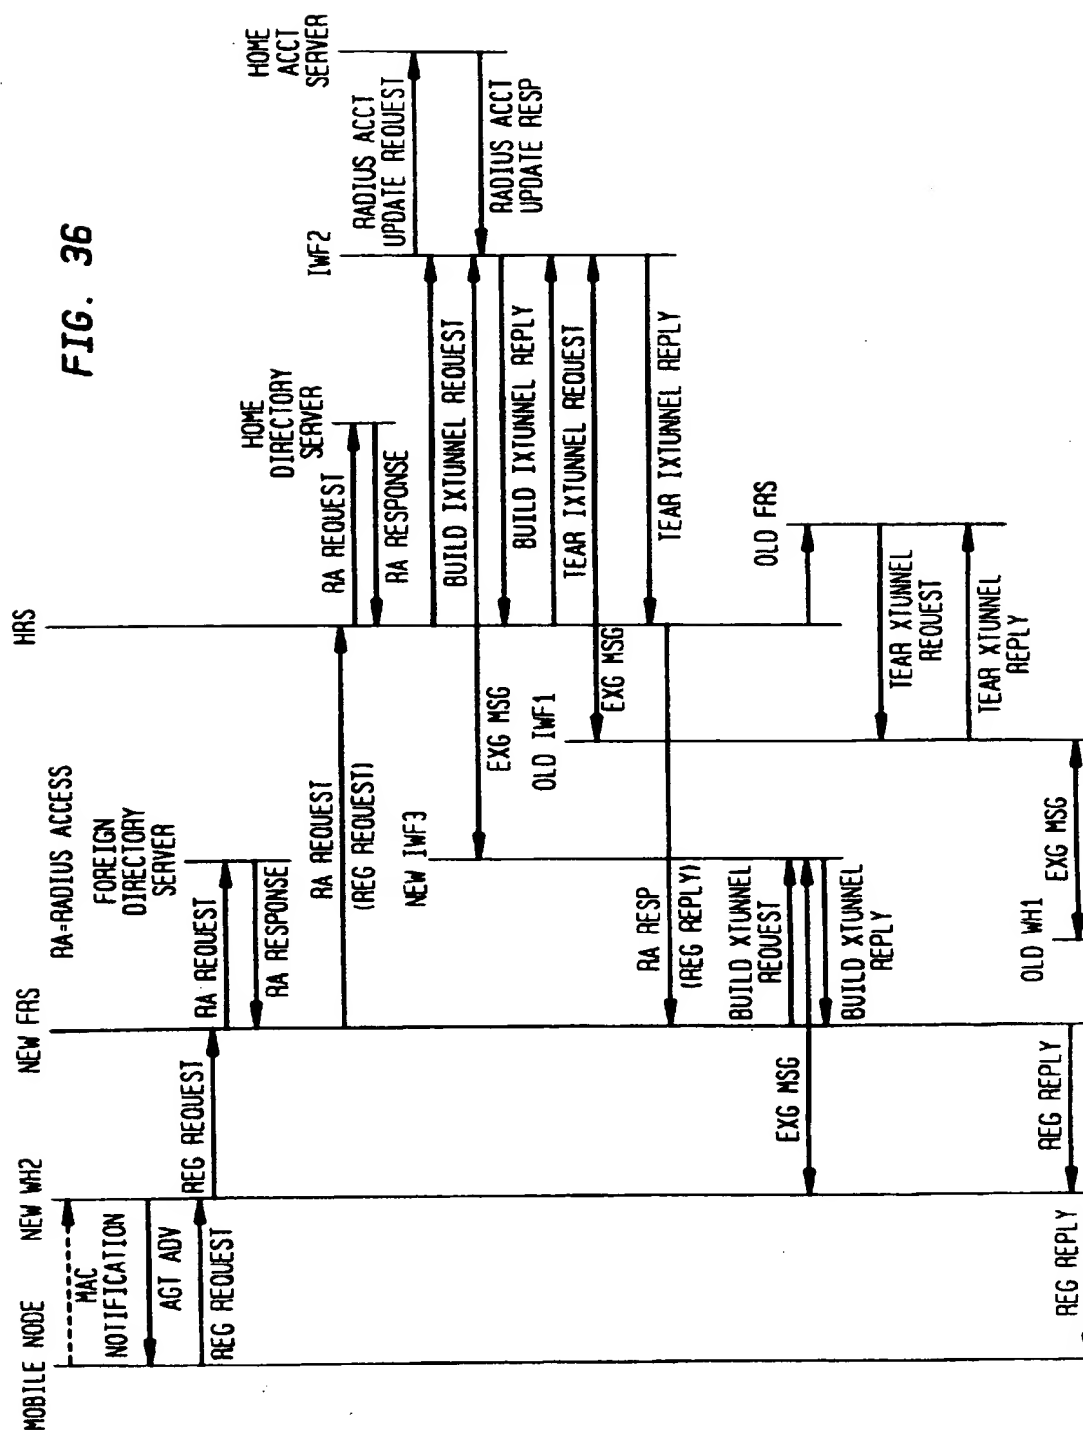 FIG. 36
RA=RADIUS ACCESS
MOBILE NODE
NEW WH2
NEW FRS
FOREIGN
DIRECTORY
SERVER
HRS
HOME
DIRECTORY
SERVER
IWF2
HOME
ACCT
SERVER
MAC
NOTIFICATION
AGT ADV
REG REQUEST
REG REQUEST
RA REQUEST
RA RESPONSE
RA REQUEST
(REG REQUEST)
RA REQUEST
RA RESPONSE
RADIUS ACCT
UPDATE REQUEST
RADIUS ACCT
UPDATE RESP
BUILD IXTUNNEL REQUEST
NEW IWF3
EXG MSG
BUILD IXTUNNEL REPLY
TEAR IXTUNNEL REQUEST
OLD IWF1
EXG MSG
TEAR IXTUNNEL REPLY
RA RESP
(REG REPLY)
BUILD XTUNNEL
REQUEST
EXG MSG
BUILD XTUNNEL
REPLY
OLD FRS
TEAR XTUNNEL
REQUEST
TEAR XTUNNEL
REPLY
OLD WH1
EXG MSG
REG REPLY
REG REPLY